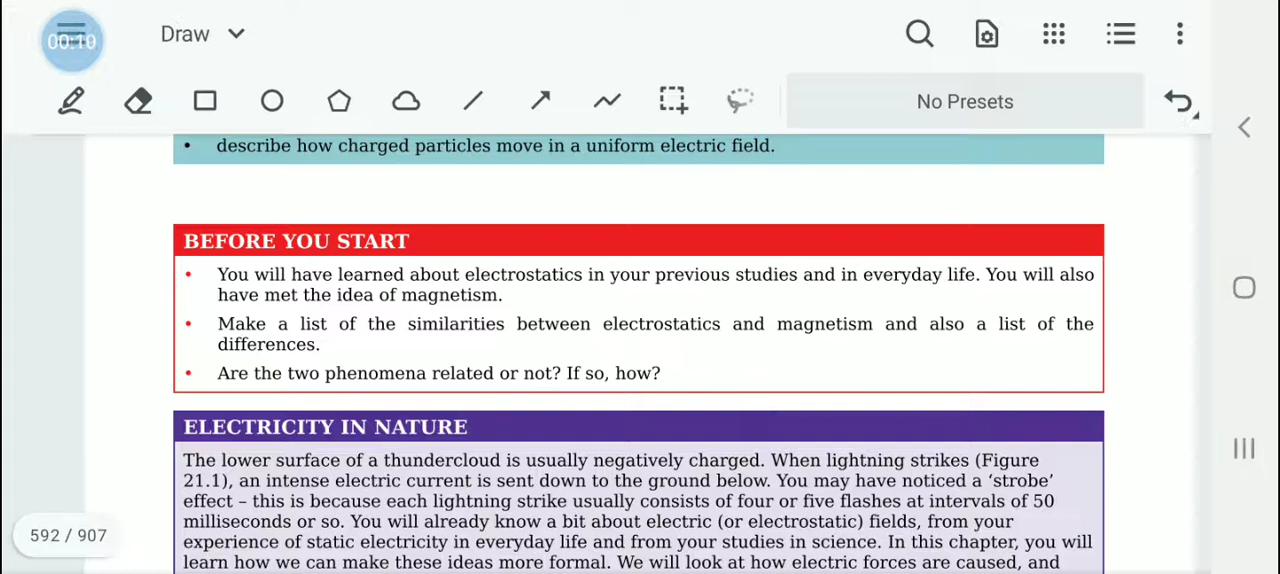 00:10
Draw
No Presets
• describe how charged particles move in a uniform electric field.
BEFORE YOU START
• You will have learned about electrostatics in your previous studies and in everyday life. You will also
have met the idea of magnetism.
• Make a list of the similarities between electrostatics and magnetism and also a list of the
differences.
• Are the two phenomena related or not? If so, how?
ELECTRICITY IN NATURE
The lower surface of a thundercloud is usually negatively charged. When lightning strikes (Figure
21.1), an intense electric current is sent down to the ground below. You may have noticed a ‘strobe’
effect – this is because each lightning strike usually consists of four or five flashes at intervals of 50
milliseconds or so. You will already know a bit about electric (or electrostatic) fields, from your
experience of static electricity in everyday life and from your studies in science. In this chapter, you will
learn how we can make these ideas more formal. We will look at how electric forces are caused, and
592 / 907